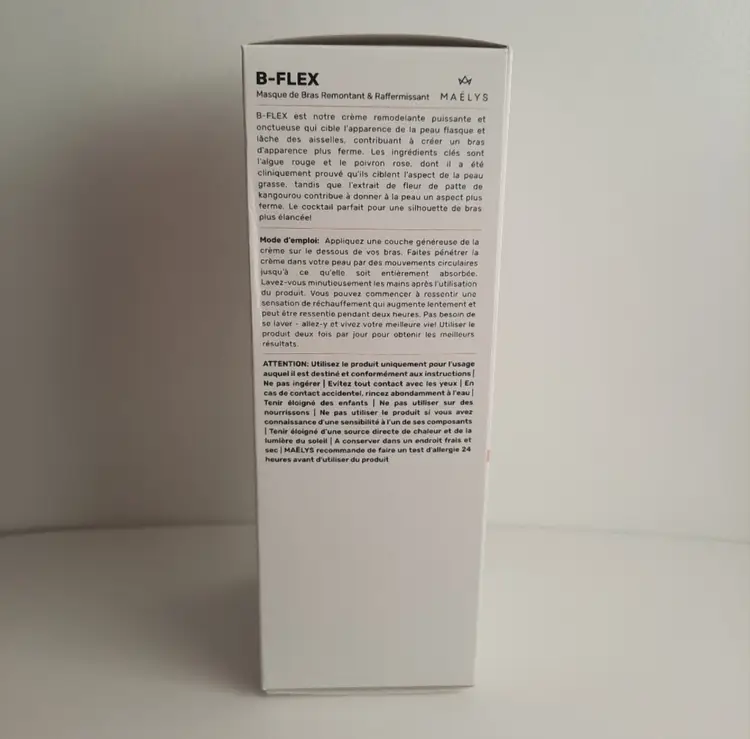 B-FLEX
Masque de Bras Remontant & Raffermissant
MAËLYS
B-FLEX est notre crème remodelante puissante et
onctueuse qui cible l'apparence de la peau flasque et
lâche des aisselles, contribuant à créer un bras
d'apparence plus ferme. Les ingrédients clés sont
l'algue rouge et le poivron rose, dont il a été
cliniquement prouvé qu'ils ciblent l'aspect de la peau
grasse, tandis que l'extrait de fleur de patte de
kangourou contribue à donner à la peau un aspect plus
ferme. Le cocktail parfait pour une silhouette de bras
plus élancée!
Mode d'emploi: Appliquez une couche généreuse de la
crème sur le dessous de vos bras. Faites pénétrer la
crème dans votre peau par des mouvements circulaires
jusqu'à ce qu'elle soit entièrement absorbée.
Lavez-vous minutieusement les mains après l'utilisation
du produit. Vous pouvez commencer à ressentir une
sensation de réchauffement qui augmente lentement et
peut être ressentie pendant deux heures. Pas besoin de
se laver - allez-y et vivez votre meilleure vie! Utiliser le
produit deux fois par jour pour obtenir les meilleurs
résultats.
ATTENTION: Utilisez le produit uniquement pour l'usage
auquel il est destiné et conformément aux instructions |
Ne pas ingérer | Evitez tout contact avec les yeux | En
cas de contact accidentel, rincez abondamment à l'eau |
Tenir éloigné des enfants | Ne pas utiliser sur des
nourrissons | Ne pas utiliser le produit si vous avez
connaissance d'une sensibilité à l'un de ses composants
| Tenir éloigné d'une source directe de chaleur et de la
lumière du soleil | A conserver dans un endroit frais et
sec | MAËLYS recommande de faire un test d'allergie 24
heures avant d'utiliser du produit